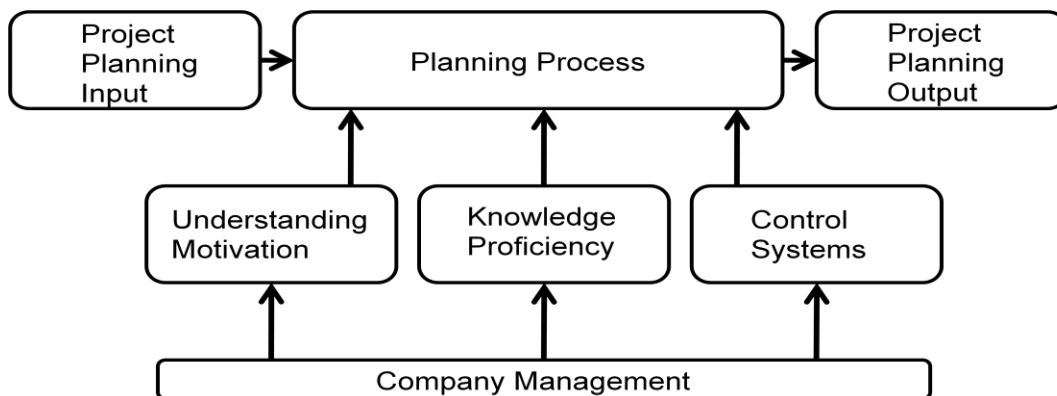 Project
Planning
Input
Planning Process
Project
Planning
Output
Understanding
Motivation
Knowledge
Proficiency
Control
Systems
Company Management